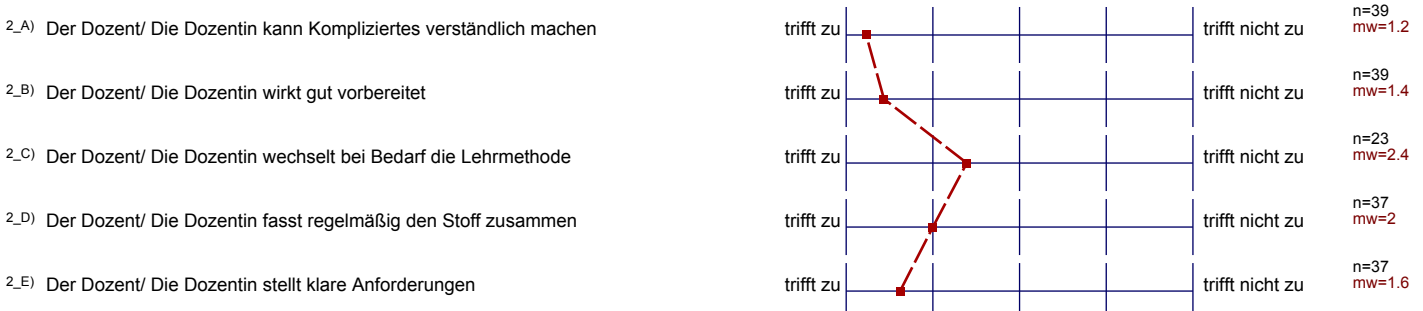 2_A) Der Dozent/ Die Dozentin kann Kompliziertes verständlich machen trifft zu trifft nicht zu n=39
mw=1.2
2_B) Der Dozent/ Die Dozentin wirkt gut vorbereitet trifft zu trifft nicht zu n=39
mw=1.4
2_C) Der Dozent/ Die Dozentin wechselt bei Bedarf die Lehrmethode trifft zu trifft nicht zu n=23
mw=2.4
2_D) Der Dozent/ Die Dozentin fasst regelmäßig den Stoff zusammen trifft zu trifft nicht zu n=37
mw=2
2_E) Der Dozent/ Die Dozentin stellt klare Anforderungen trifft zu trifft nicht zu n=37
mw=1.6